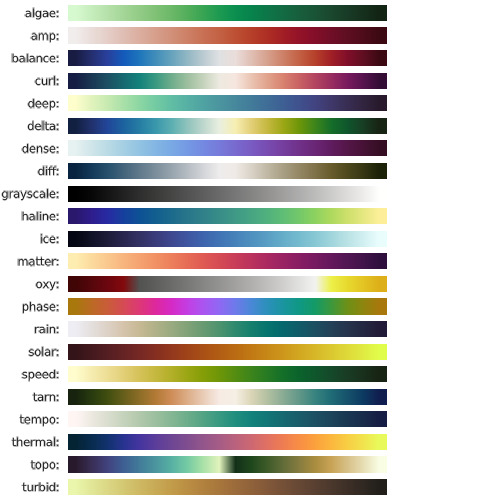 algae:
amp:
balance:
curl:
deep:
delta:
dense:
diff:
grayscale:
haline:
ice:
matter:
oxy:
phase:
rain:
solar:
speed:
tarn:
tempo:
thermal:
topo:
turbid: